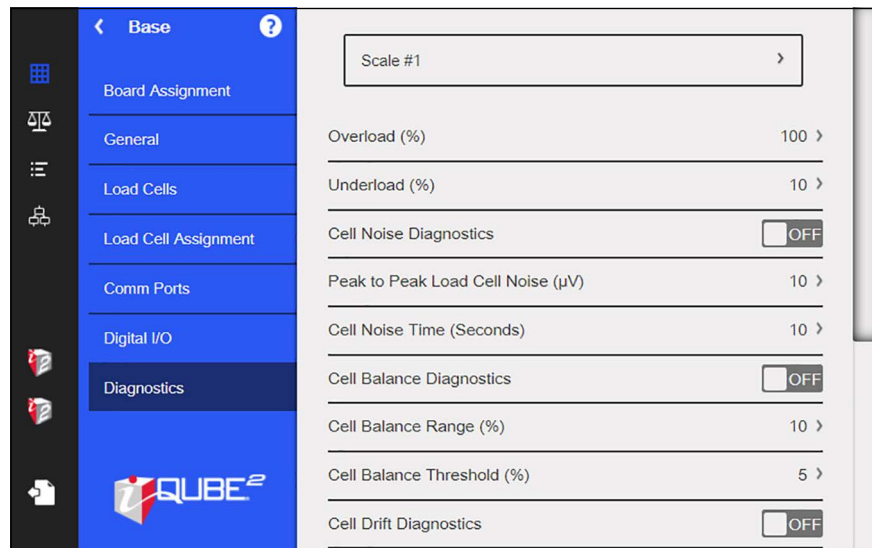 Base
?
Board Assignment
General
Load Cells
Load Cell Assignment
Comm Ports
Digital I/O
Diagnostics
i QUBE2
i2
i2
Scale #1
Overload (%) 100
Underload (%) 10
Cell Noise Diagnostics OFF
Peak to Peak Load Cell Noise (µV) 10
Cell Noise Time (Seconds) 10
Cell Balance Diagnostics OFF
Cell Balance Range (%) 10
Cell Balance Threshold (%) 5
Cell Drift Diagnostics OFF